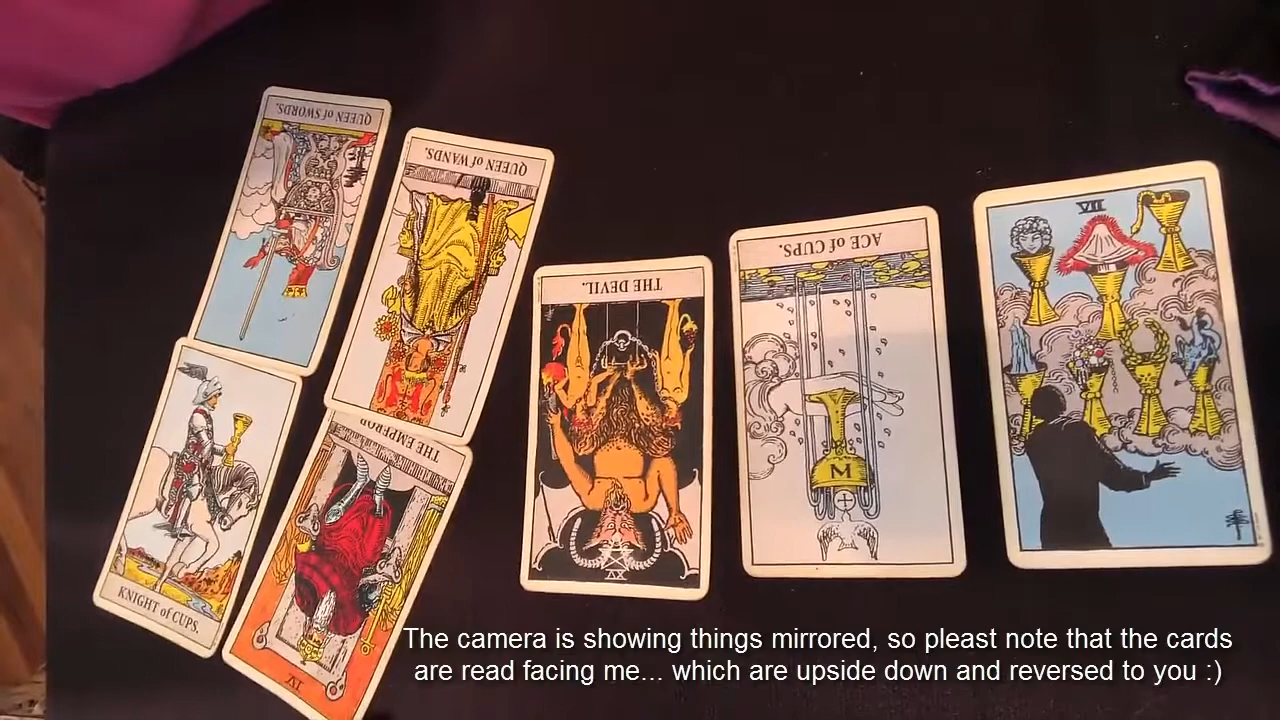 QUEEN of SWORDS.
QUEEN of WANDS.
THE DEVIL.
ACE of CUPS.
VII
M
KNIGHT of CUPS.
THE EMPEROR
XV
IV
The camera is showing things mirrored, so pleast note that the cards
are read facing me... which are upside down and reversed to you :)